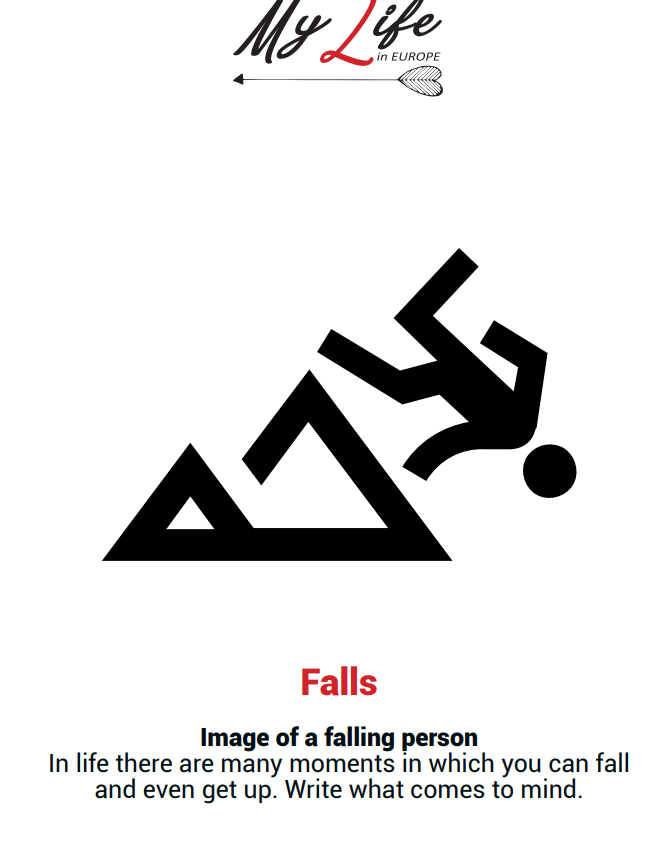 My Life
in EUROPE
Falls
Image of a falling person
In life there are many moments in which you can fall
and even get up. Write what comes to mind.